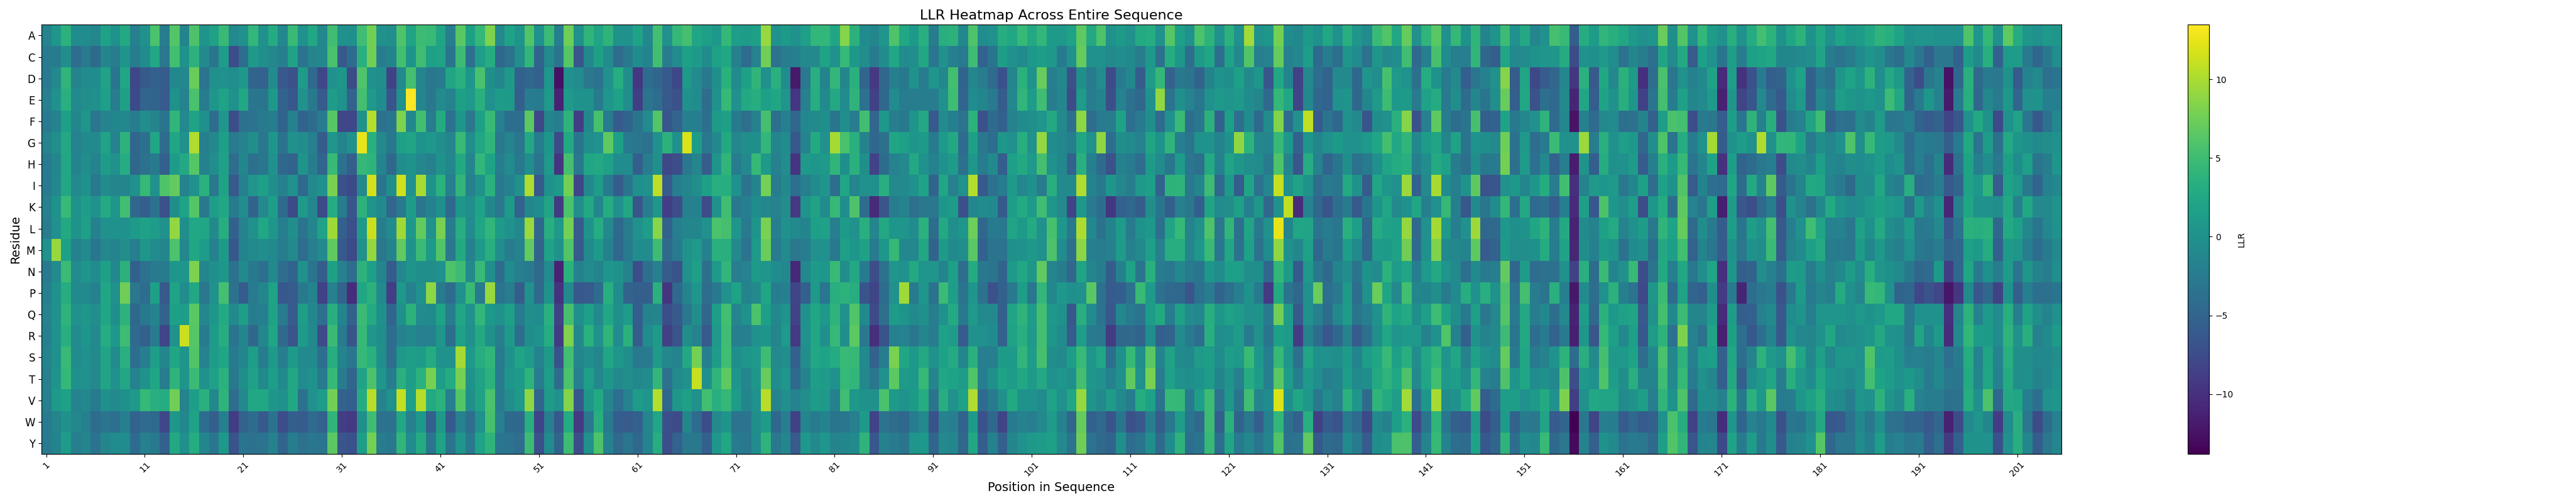 LLR Heatmap Across Entire Sequence
Residue
A
C
D
E
F
G
H
I
K
L
M
N
P
Q
R
S
T
V
W
Y
1 11 21 31 41 51 61 71 81 91 101 111 121 131 141 151 161 171 181 191 201
Position in Sequence
10
5
0
−5
−10
LLR